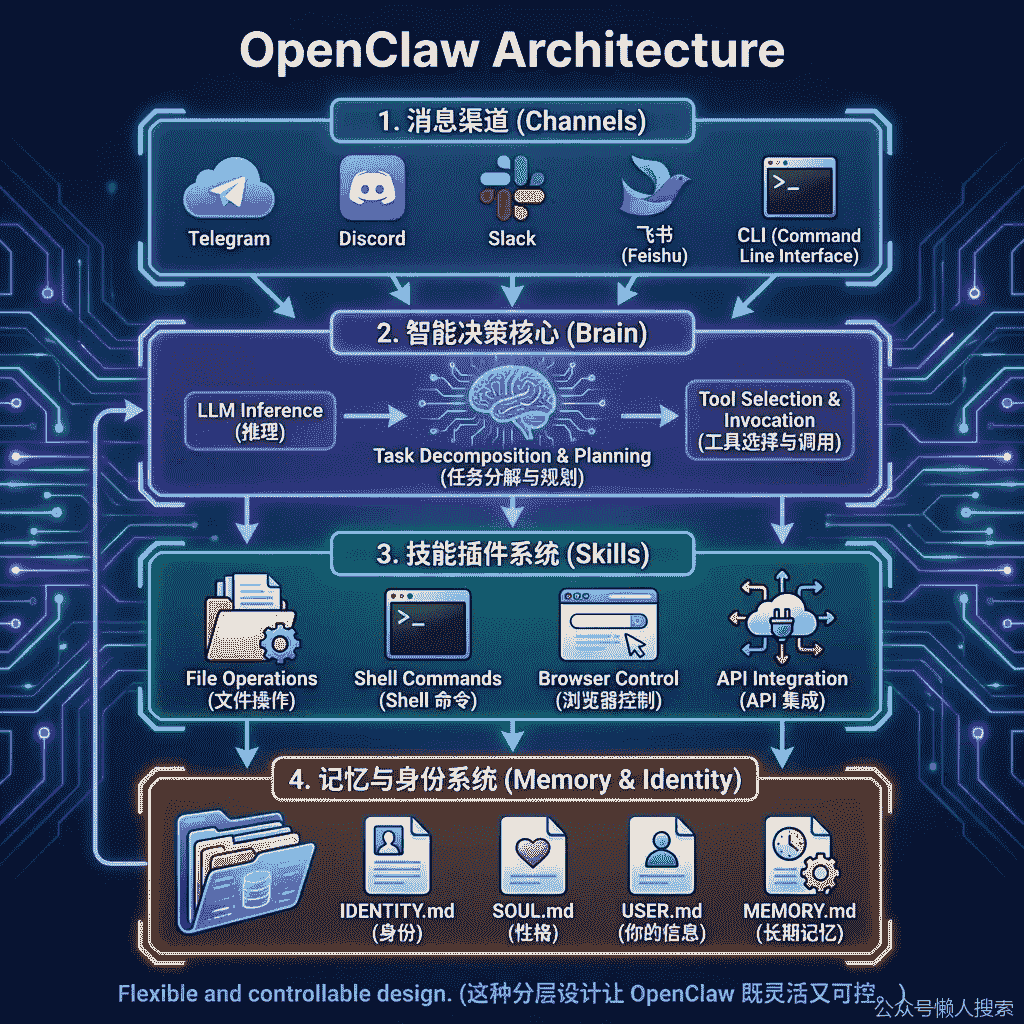 OpenClaw Architecture
1. 消息渠道 (Channels)
Telegram
Discord
Slack
飞书
(Feishu)
>_
CLI (Command
Line Interface)
2. 智能决策核心 (Brain)
LLM Inference
(推理)
Task Decomposition & Planning
(任务分解与规划)
Tool Selection &
Invocation
(工具选择与调用)
3. 技能插件系统 (Skills)
File Operations
(文件操作)
>_
Shell Commands
(Shell 命令)
Browser Control
(浏览器控制)
API Integration
(API 集成)
4. 记忆与身份系统 (Memory & Identity)
IDENTITY.md
(身份)
SOUL.md
(性格)
USER.md
(你的信息)
MEMORY.md
(长期记忆)
Flexible and controllable design. (这种分层设计让 OpenClaw 既灵活又可控。)
公众号懒人搜索